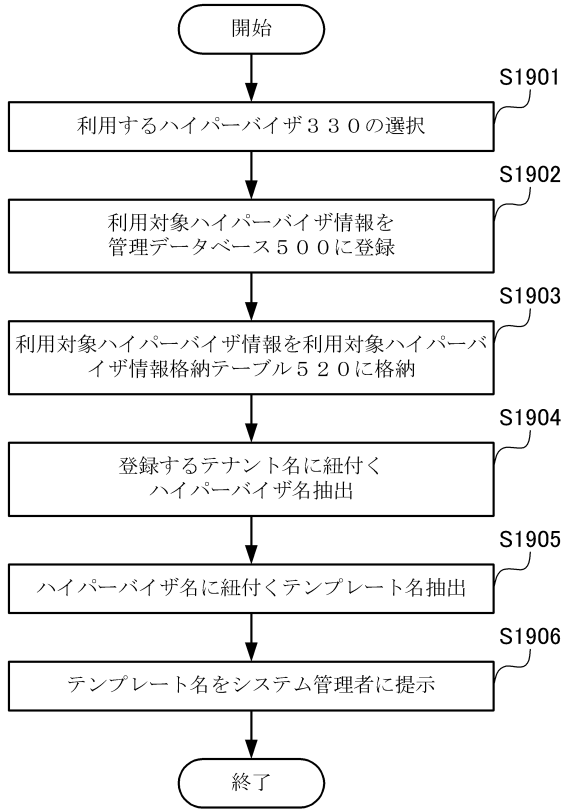 開始
S1901
利用するハイパーバイザ３３０の選択
S1902
利用対象ハイパーバイザ情報を
管理データベース５００に登録
S1903
利用対象ハイパーバイザ情報を利用対象ハイパーバ
イザ情報格納テーブル５２０に格納
S1904
登録するテナント名に紐付く
ハイパーバイザ名抽出
S1905
ハイパーバイザ名に紐付くテンプレート名抽出
S1906
テンプレート名をシステム管理者に提示
終了